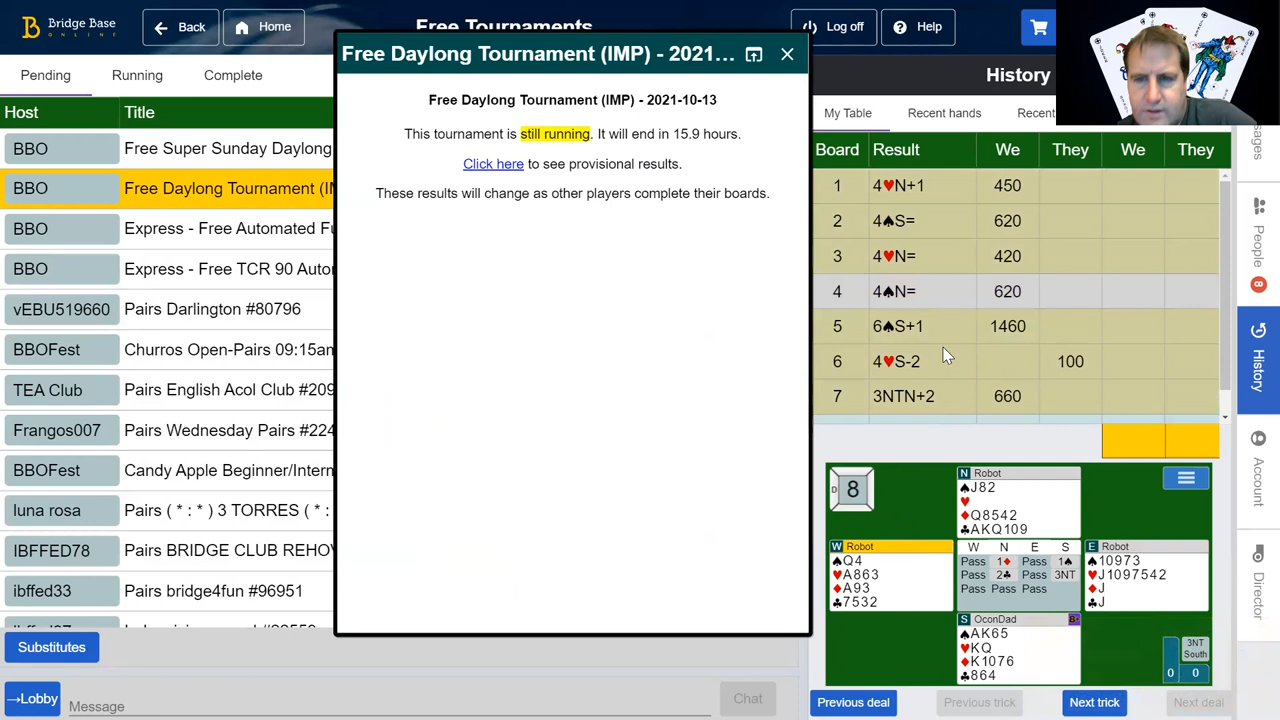 Bridge Base
ONLINE
Back
Home
Free Tournaments
Log off
Help
Pending
Running
Complete
Host
Title
BBO
Free Super Sunday Daylong
BBO
Free Daylong Tournament (I
BBO
Express - Free Automated Fu
BBO
Express - Free TCR 90 Auto
vEBU519660
Pairs Darlington #80796
BBOFest
Churros Open-Pairs 09:15am
TEA Club
Pairs English Acol Club #209
Frangos007
Pairs Wednesday Pairs #224
BBOFest
Candy Apple Beginner/Intern
luna rosa
Pairs ( * : * ) 3 TORRES ( * :
IBFFED78
Pairs BRIDGE CLUB REHOV
ibffed33
Pairs bridge4fun #96951
Substitutes
→Lobby
Message
Chat
Free Daylong Tournament (IMP) - 2021...
Free Daylong Tournament (IMP) - 2021-10-13
This tournament is still running. It will end in 15.9 hours.
Click here to see provisional results.
These results will change as other players complete their boards.
History
My Table
Recent hands
Recent
Board
Result
We
They
We
They
1 4♥N+1 450
2 4♠S= 620
3 4♥N= 420
4 4♠N= 620
5 6♠S+1 1460
6 4♥S-2 100
7 3NTN+2 660
D 8
N Robot
♠J82
♥
♦Q8542
♣AKQ109
W Robot
♠Q4
♥A863
♦A93
♣7532
W N E S
Pass 1♦ Pass 1♠
Pass 2♣ Pass 3NT
Pass Pass Pass
E Robot
♠10973
♥J1097542
♦J
♣J
S OconDad
♠AK65
♥KQ
♦K1076
♣864
3NT
South
0 0
Previous deal
Previous trick
Next trick
Next deal
Messages
People
8
History
Account
Director